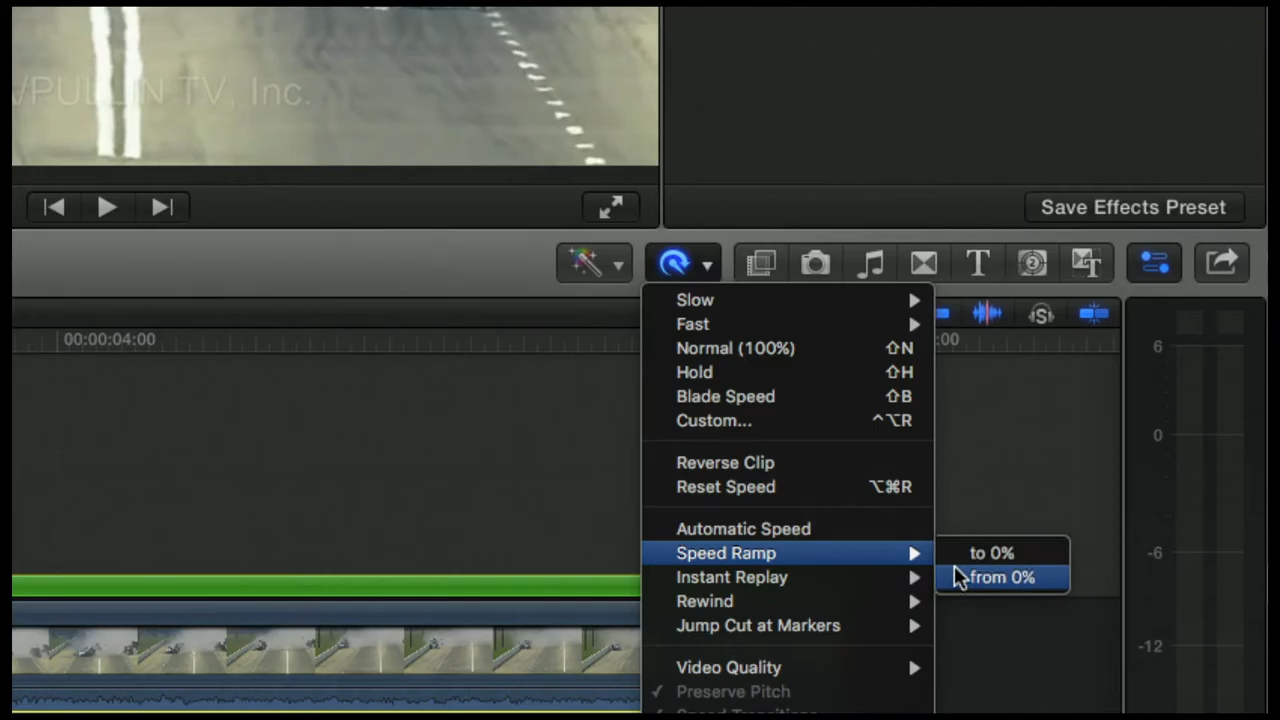 /PULLIN TV, Inc.
Save Effects Preset
T
2
T
Slow
Fast
S
00:00:04:00
:00
Normal (100%) ⇧N
Hold ⇧H
Blade Speed ⇧B
Custom... ^⌥R
Reverse Clip
Reset Speed ⌥⌘R
Automatic Speed
Speed Ramp
to 0%
from 0%
Instant Replay
Rewind
Jump Cut at Markers
Video Quality
✓ Preserve Pitch
6
0
-6
-12